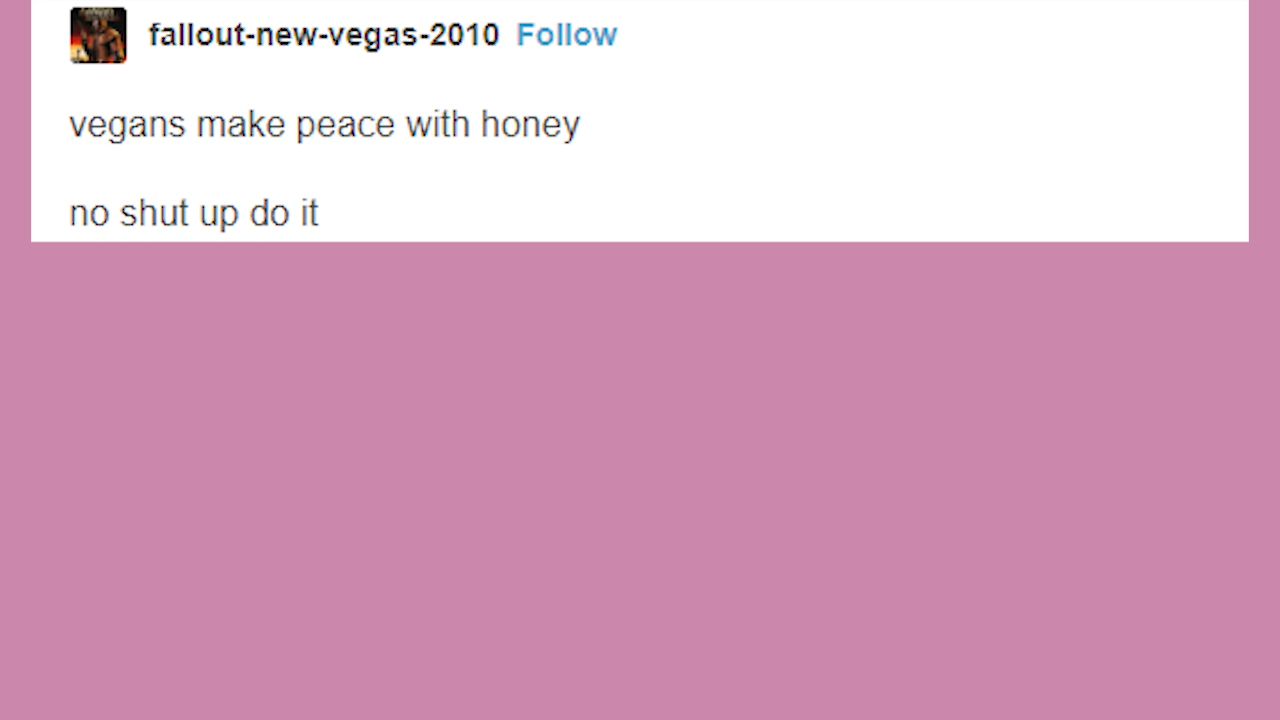 fallout-new-vegas-2010 Follow
vegans make peace with honey
no shut up do it